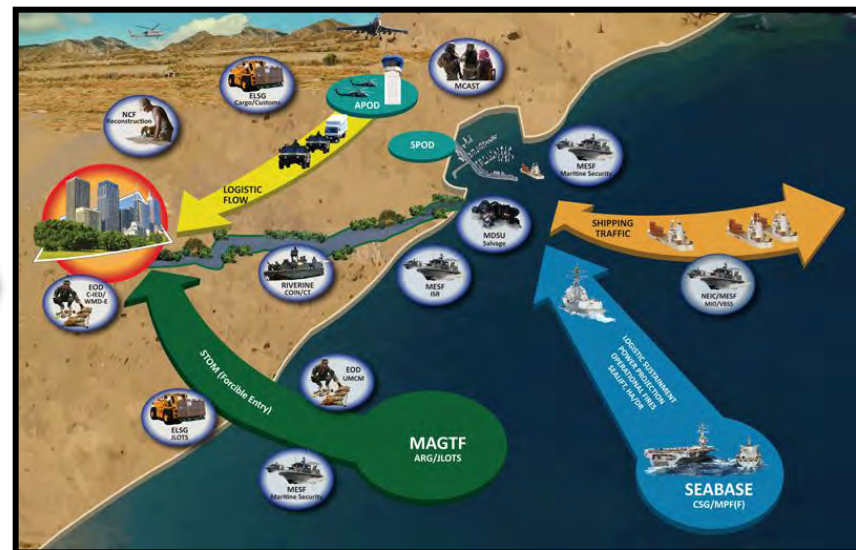 MCAST
ELSG
Cargo/Customs
APOD
NCF
Reconstruction
SPOD
MESF
Maritime Security
LOGISTIC
FLOW
MDSU
Salvage
SHIPPING
TRAFFIC
RIVERINE
COIN/CT
MESF
ISR
EOD
C-IED/
WMD-E
NEIC/MESF
MIO/VBSS
STOM (Forcible Entry)
EOD
UMCM
LOGISTIC SUSTAINMENT
POWER PROJECTION
OPERATIONAL FIRES
SEALIFT, HA/DR
ELSG
JLOTS
MAGTF
ARG/JLOTS
MESF
Maritime Security
SEABASE
CSG/MPF(F)